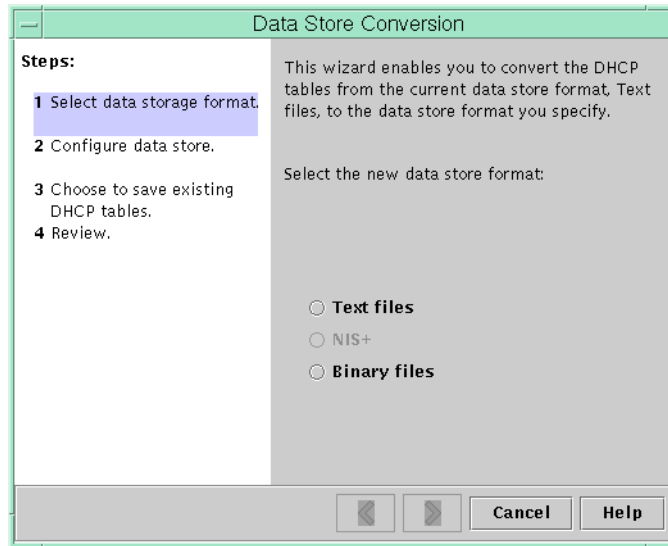 Data Store Conversion
Steps:
1 Select data storage format.
2 Configure data store.
3 Choose to save existing
DHCP tables.
4 Review.
This wizard enables you to convert the DHCP
tables from the current data store format, Text
files, to the data store format you specify.
Select the new data store format:
Text files
NIS+
Binary files
Cancel
Help